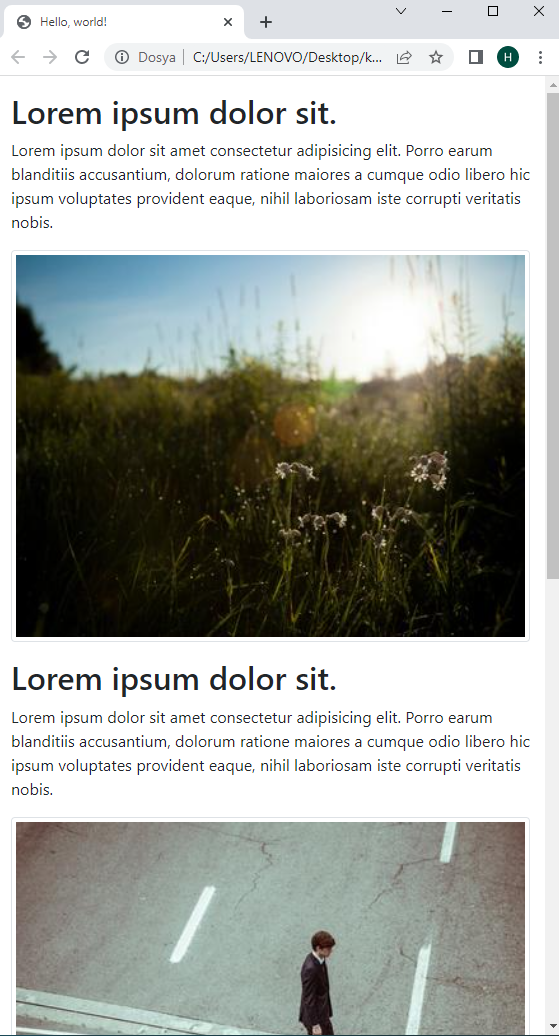 Hello, world!
Dosya | C:/Users/LENOVO/Desktop/k...
H
Lorem ipsum dolor sit.
Lorem ipsum dolor sit amet consectetur adipisicing elit. Porro earum
blanditiis accusantium, dolorum ratione maiores a cumque odio libero hic
ipsum voluptates provident eaque, nihil laboriosam iste corrupti veritatis
nobis.
Lorem ipsum dolor sit.
Lorem ipsum dolor sit amet consectetur adipisicing elit. Porro earum
blanditiis accusantium, dolorum ratione maiores a cumque odio libero hic
ipsum voluptates provident eaque, nihil laboriosam iste corrupti veritatis
nobis.